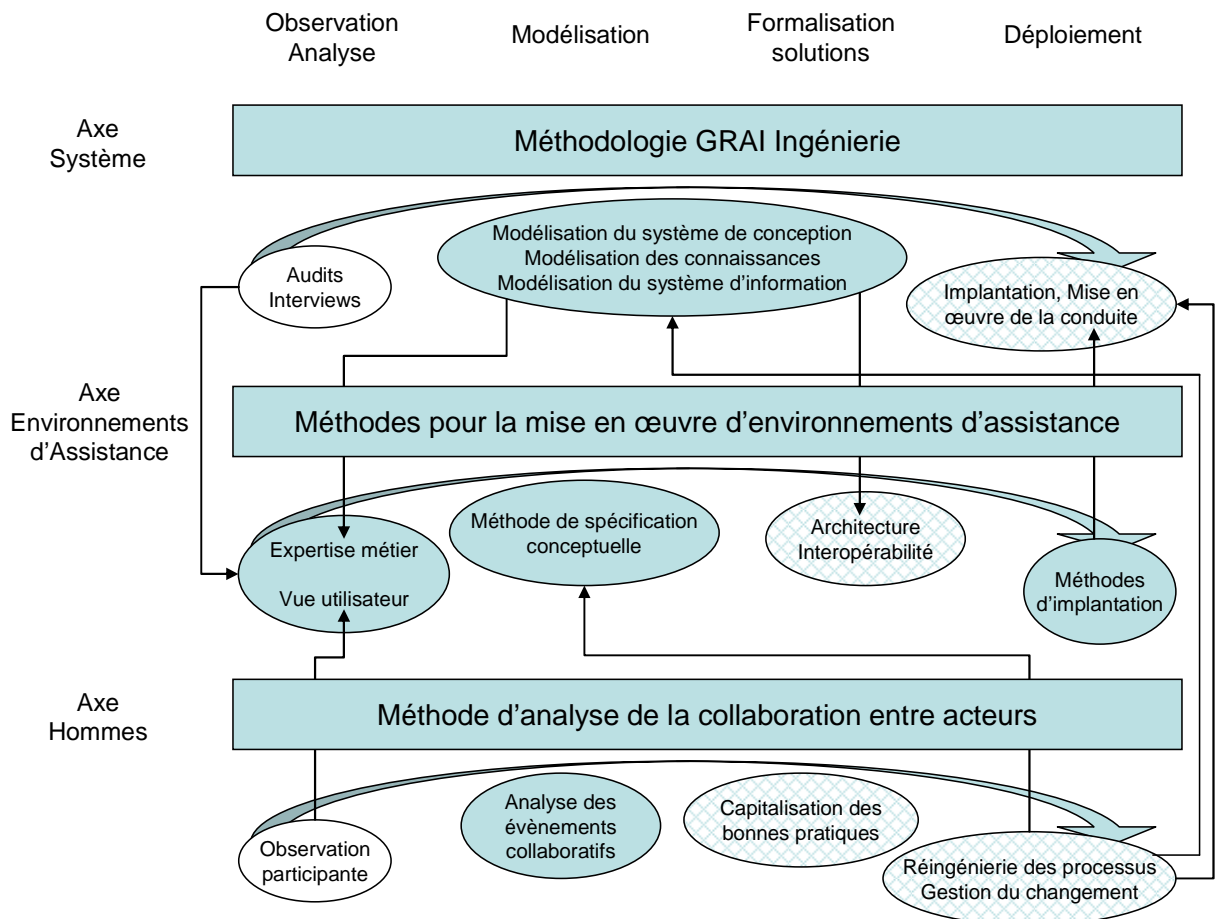 Observation
Analyse
Modélisation
Formalisation
solutions
Déploiement
Axe
Système
Méthodologie GRAI Ingénierie
Audits
Interviews
Modélisation du système de conception
Modélisation des connaissances
Modélisation du système d'information
Implantation, Mise en
œuvre de la conduite
Axe
Environnements
d'Assistance
Méthodes pour la mise en œuvre d'environnements d'assistance
Expertise métier
Vue utilisateur
Méthode de spécification
conceptuelle
Architecture
Interopérabilité
Méthodes
d'implantation
Axe
Hommes
Méthode d'analyse de la collaboration entre acteurs
Observation
participante
Analyse des
évènements
collaboratifs
Capitalisation des
bonnes pratiques
Réingénierie des processus
Gestion du changement